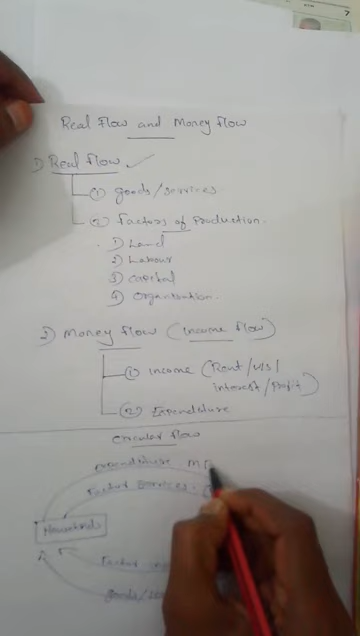 7
Real Flow and Money Flow
1) Real Flow
① goods/services.
② Factors of Production.
1) Land
2) Labour
3) Capital
4) Organisation.
2) Money Flow (Income Flow)
① Income (Rent/W/S/
interest/Profit)
② Expenditure
Circular flow
Expenditure M
Factor Services.
Households
Factor
goods/